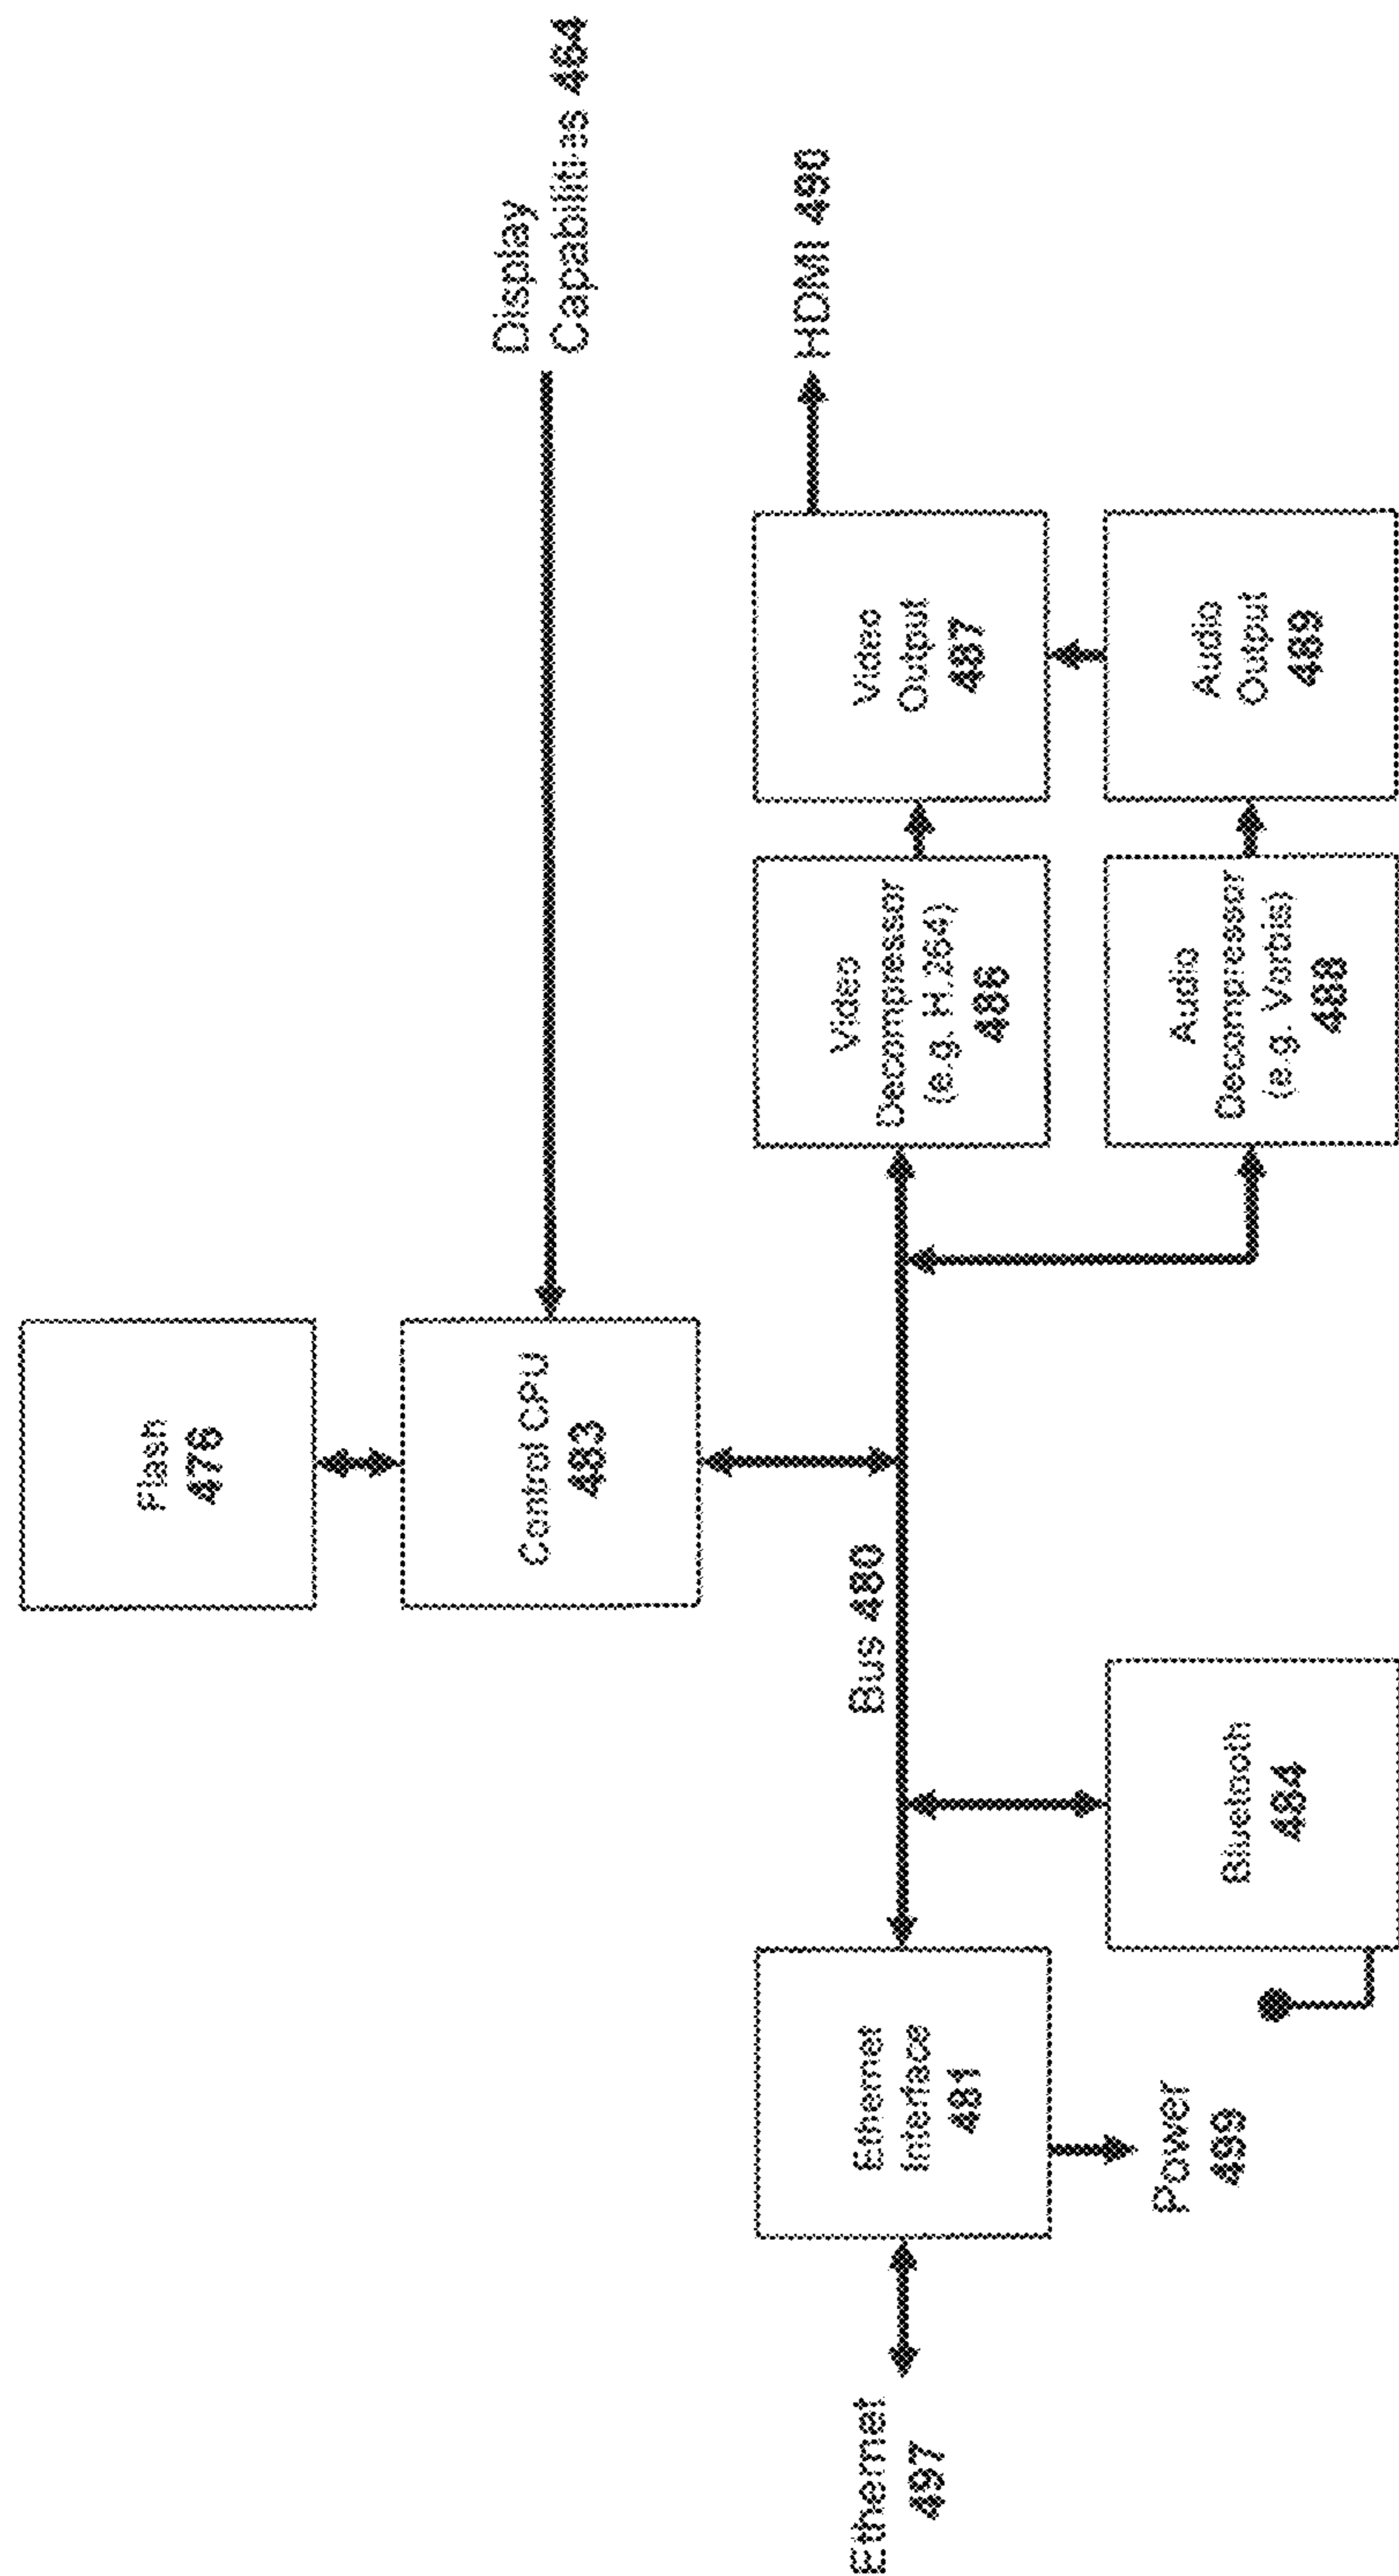 Flash
476
Display
Capabilities 464
Control CPU
483
Bus 480
HDMI 490
Ethernet
497
Ethernet
Interface
481
Video
Decompressor
(e.g. H.264)
486
Video
Output
487
Power
499
Bluetooth
484
Audio
Decompressor
(e.g. Vorbis)
488
Audio
Output
489